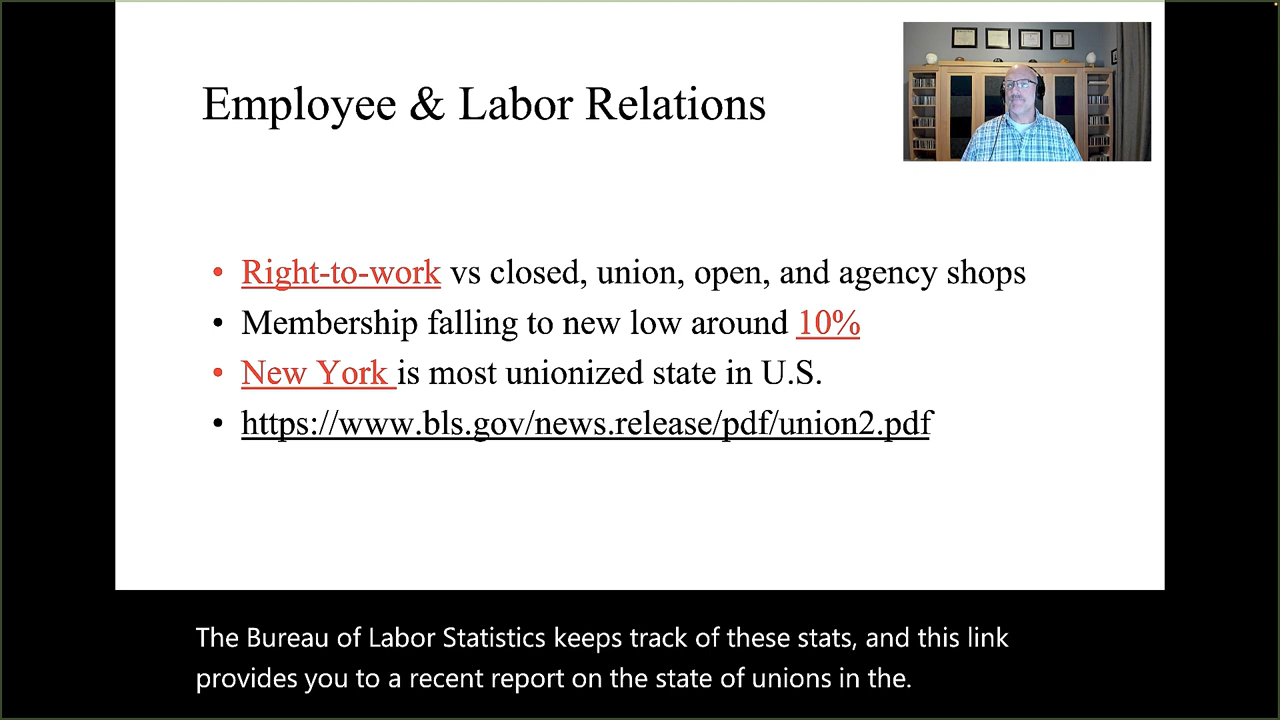 Employee & Labor Relations
• Right-to-work vs closed, union, open, and agency shops
• Membership falling to new low around 10%
• New York is most unionized state in U.S.
• https://www.bls.gov/news.release/pdf/union2.pdf
The Bureau of Labor Statistics keeps track of these stats, and this link
provides you to a recent report on the state of unions in the.